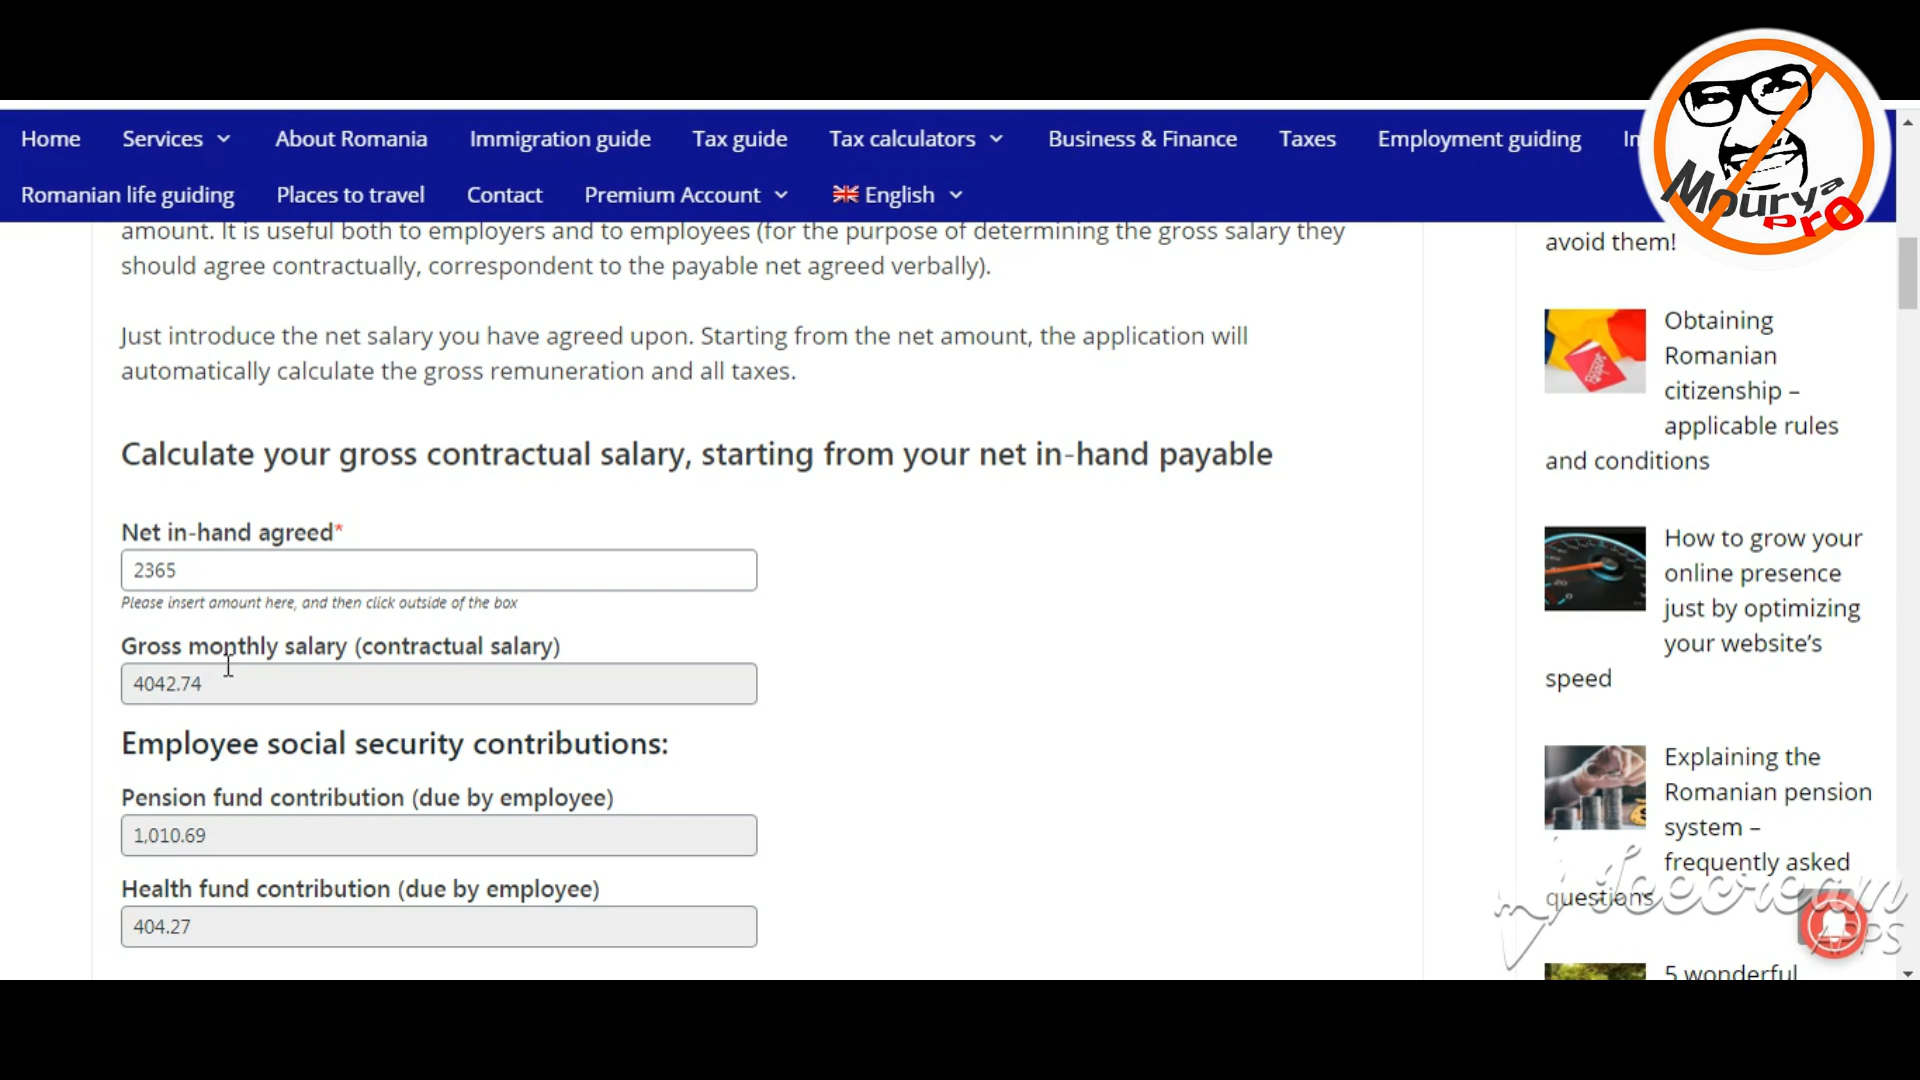 Home Services About Romania Immigration guide Tax guide Tax calculators Business & Finance Taxes Employment guiding In
Romanian life guiding Places to travel Contact Premium Account English
Mourya
PRO
amount. It is useful both to employers and to employees (for the purpose of determining the gross salary they
should agree contractually, correspondent to the payable net agreed verbally).
Just introduce the net salary you have agreed upon. Starting from the net amount, the application will
automatically calculate the gross remuneration and all taxes.
Calculate your gross contractual salary, starting from your net in-hand payable
Net in-hand agreed*
2365
Please insert amount here, and then click outside of the box
Gross monthly salary (contractual salary)
4042.74
Employee social security contributions:
Pension fund contribution (due by employee)
1,010.69
Health fund contribution (due by employee)
404.27
avoid them!
Obtaining
Romanian
citizenship –
applicable rules
and conditions
How to grow your
online presence
just by optimizing
your website's
speed
Explaining the
Romanian pension
system –
frequently asked
questions
5 wonderful
APPS